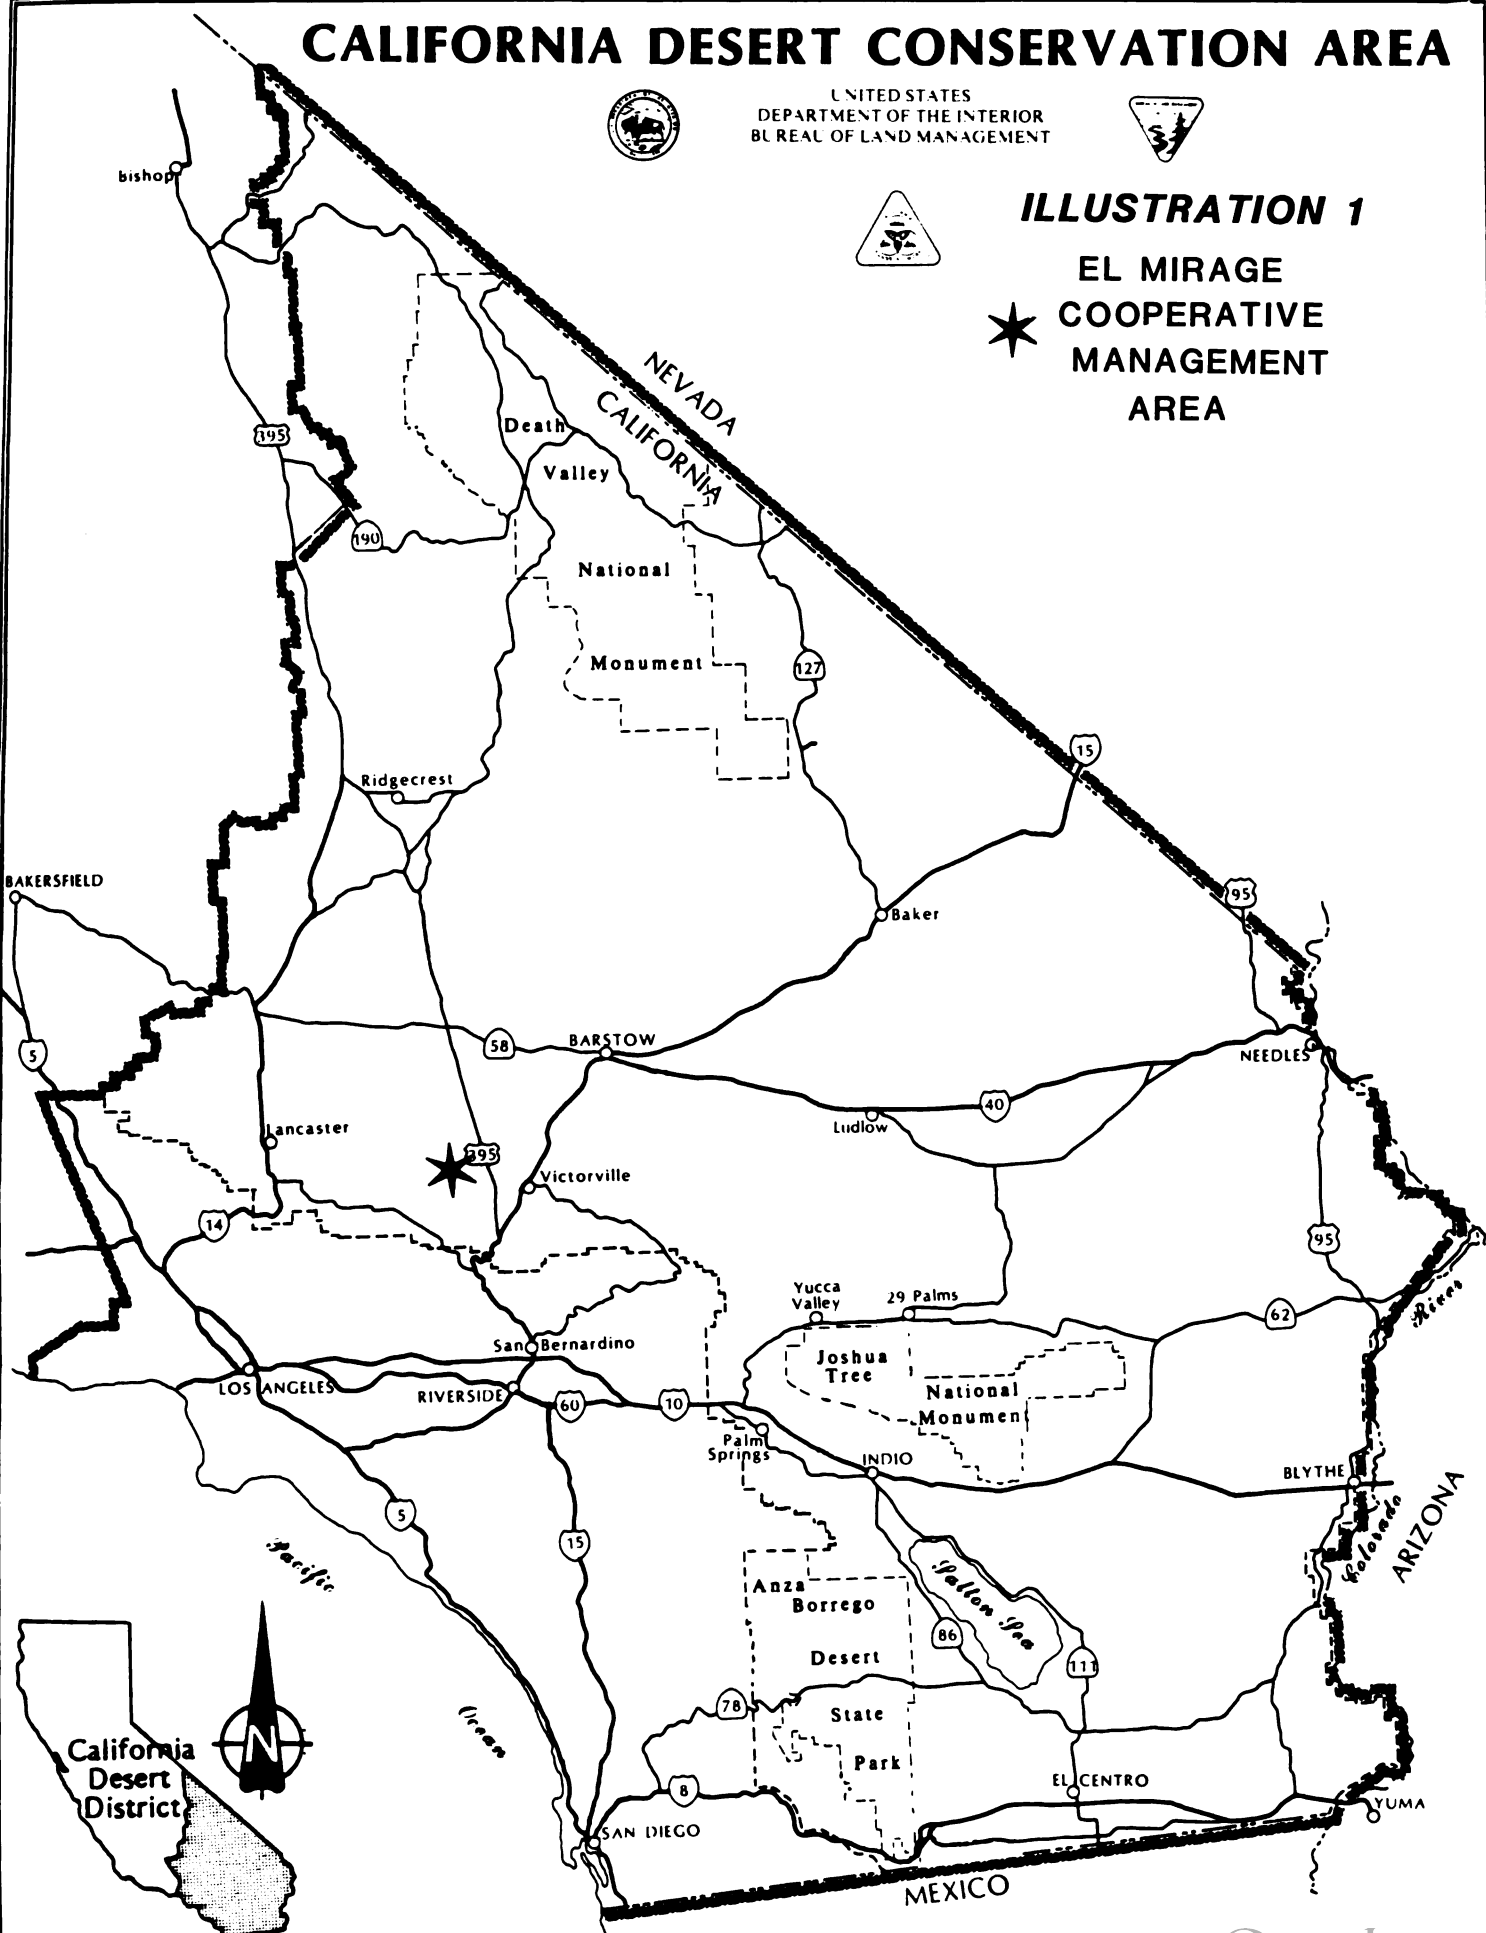 CALIFORNIA DESERT CONSERVATION AREA
UNITED STATES
DEPARTMENT OF THE INTERIOR
BUREAU OF LAND MANAGEMENT
ILLUSTRATION 1
EL MIRAGE
COOPERATIVE
MANAGEMENT
AREA
bishop
NEVADA
CALIFORNIA
395
Death
Valley
190
National
Monument
127
15
Ridgecrest
BAKERSFIELD
95
Baker
5
58
BARSTOW
NEEDLES
40
Ludlow
Lancaster
395
Victorville
14
95
Yucca
Valley
29 Palms
62
River
San Bernardino
Joshua
Tree
LOS ANGELES
RIVERSIDE
60
10
National
Monumen
Palm
Springs
INDIO
BLYTHE
5
15
Colorado
ARIZONA
Pacific
Anza
Borrego
Salton Sea
86
Desert
111
78
State
Ocean
N
Park
California
Desert
District
8
EL CENTRO
YUMA
SAN DIEGO
MEXICO